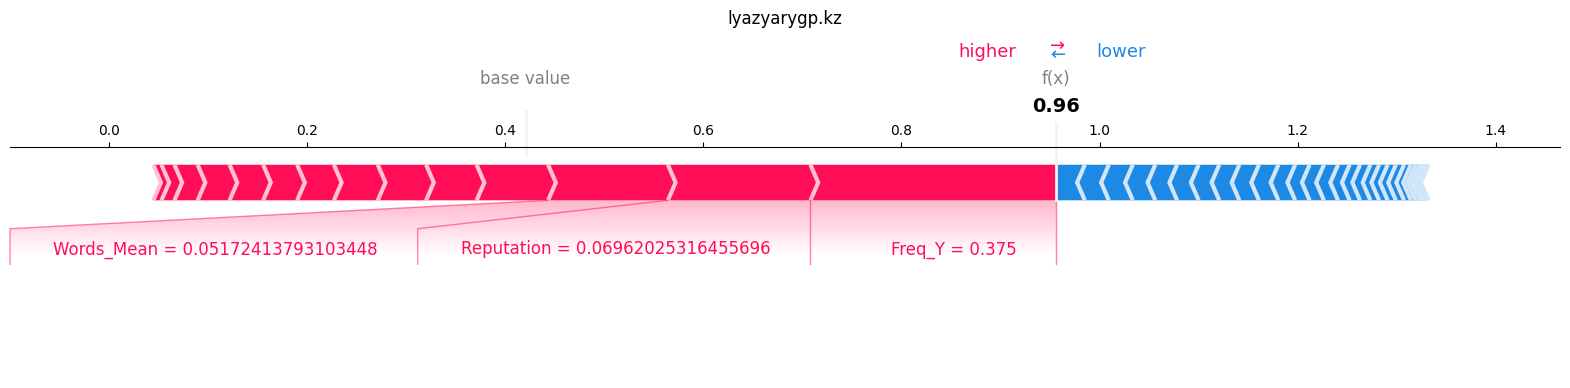 lyazyarygp.kz
higher ⇄ lower
base value f(x)
0.96
0.0 0.2 0.4 0.6 0.8 1.0 1.2 1.4
Words_Mean = 0.05172413793103448 Reputation = 0.06962025316455696 Freq_Y = 0.375